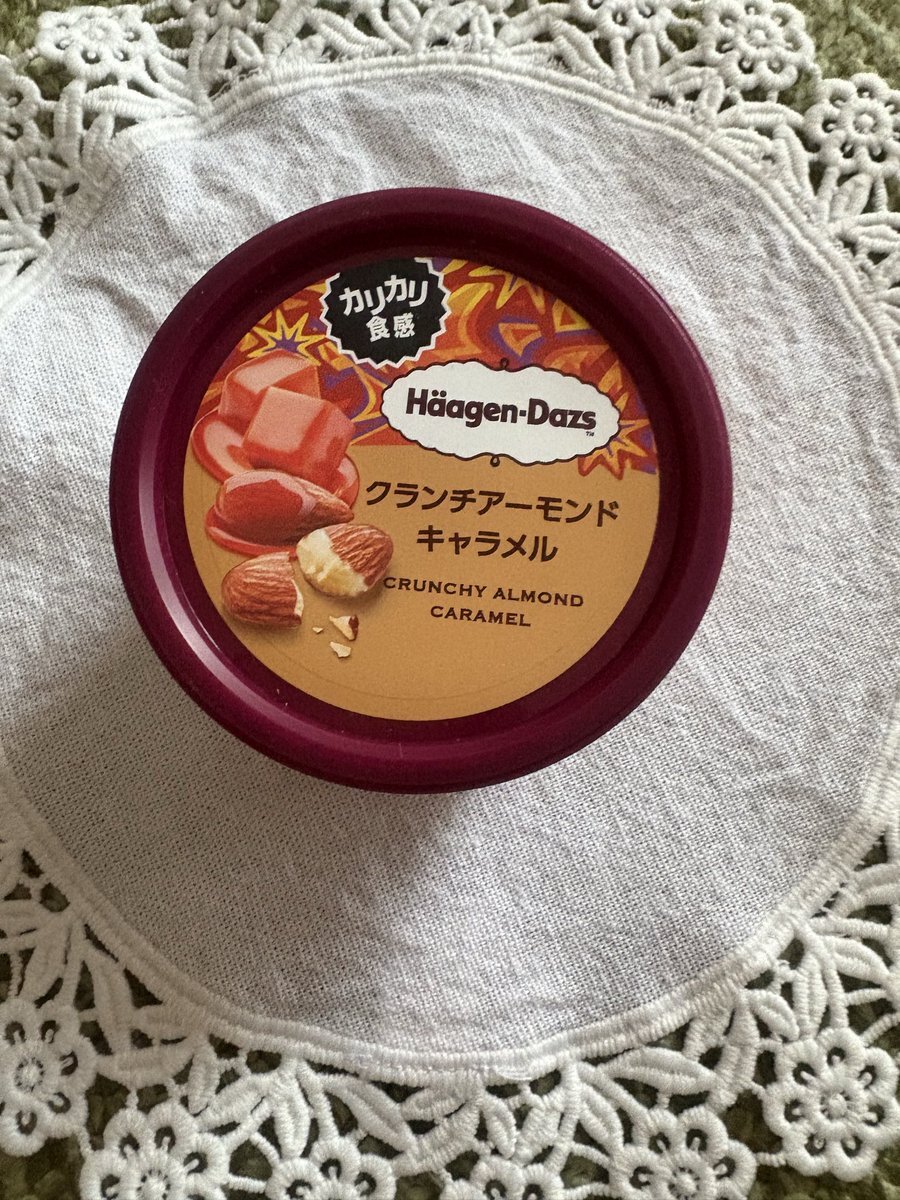 カリカリ
食感
Häagen-Dazs
TM
クランチアーモンド
キャラメル
CRUNCHY ALMOND
CARAMEL